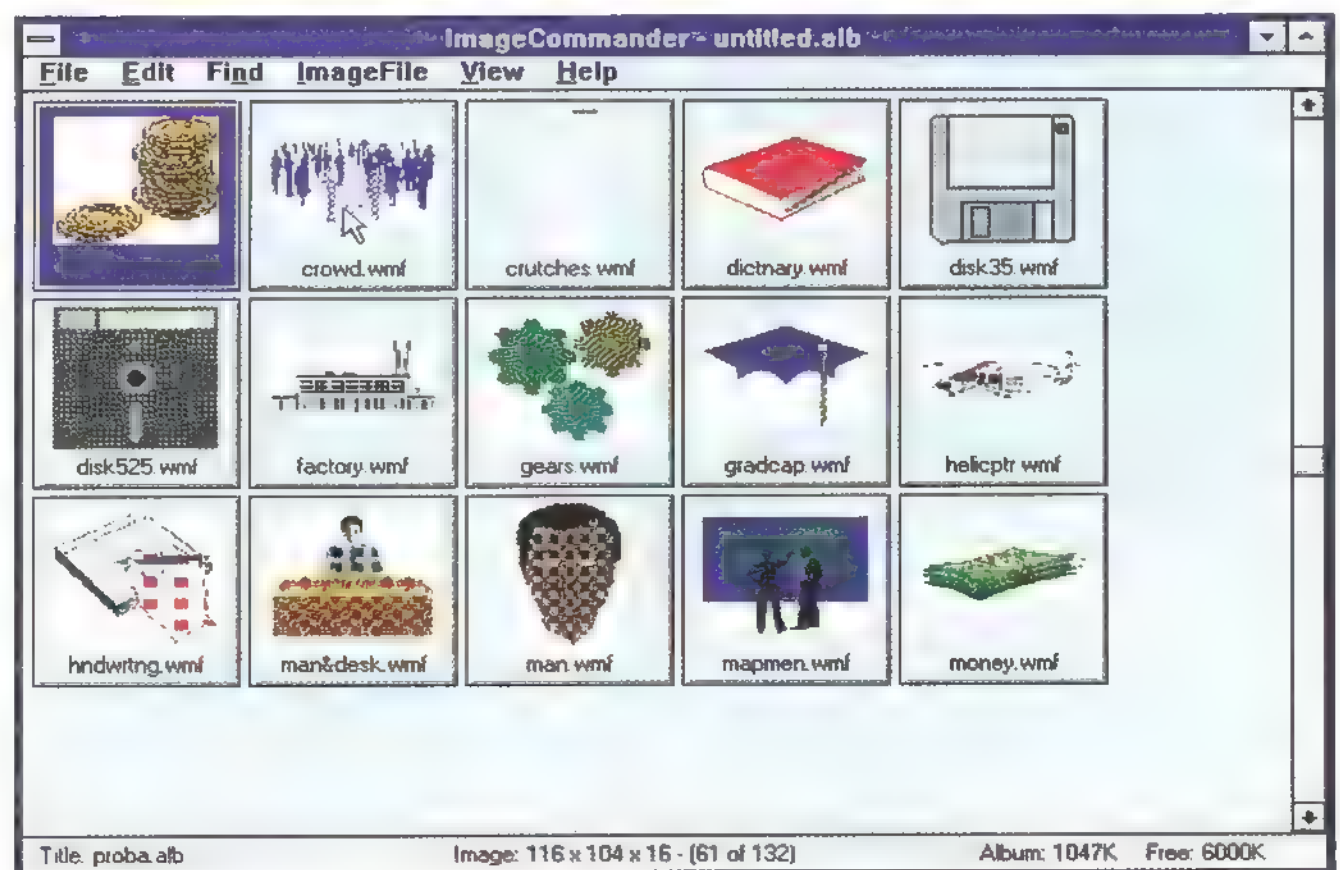 ImageCommander - untitled.alb
File Edit Find ImageFile View Help
crowd.wmf crutches.wmf dictnary.wmf disk35.wmf
disk525.wmf factory.wmf gears.wmf gradcap.wmf helicptr.wmf
hndwrtng.wmf man&desk.wmf man.wmf mapmen.wmf money.wmf
Title: proba.alb Image: 116 x 104 x 16 - (61 of 132) Album: 1047K Free: 6000K